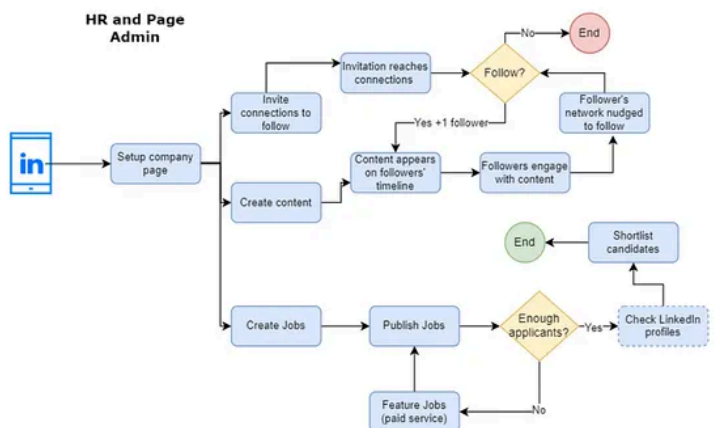 HR and Page
Admin
No
End
Invitation reaches
connections
Follow?
Invite
connections to
follow
Follower's
network nudged
to follow
Yes +1 follower
in
Setup company
page
Content appears
on followers'
timeline
Followers engage
with content
Create content
End
Shortlist
candidates
Create Jobs
Publish Jobs
Enough
applicants?
Yes
Check LinkedIn
profiles
No
Feature Jobs
(paid service)